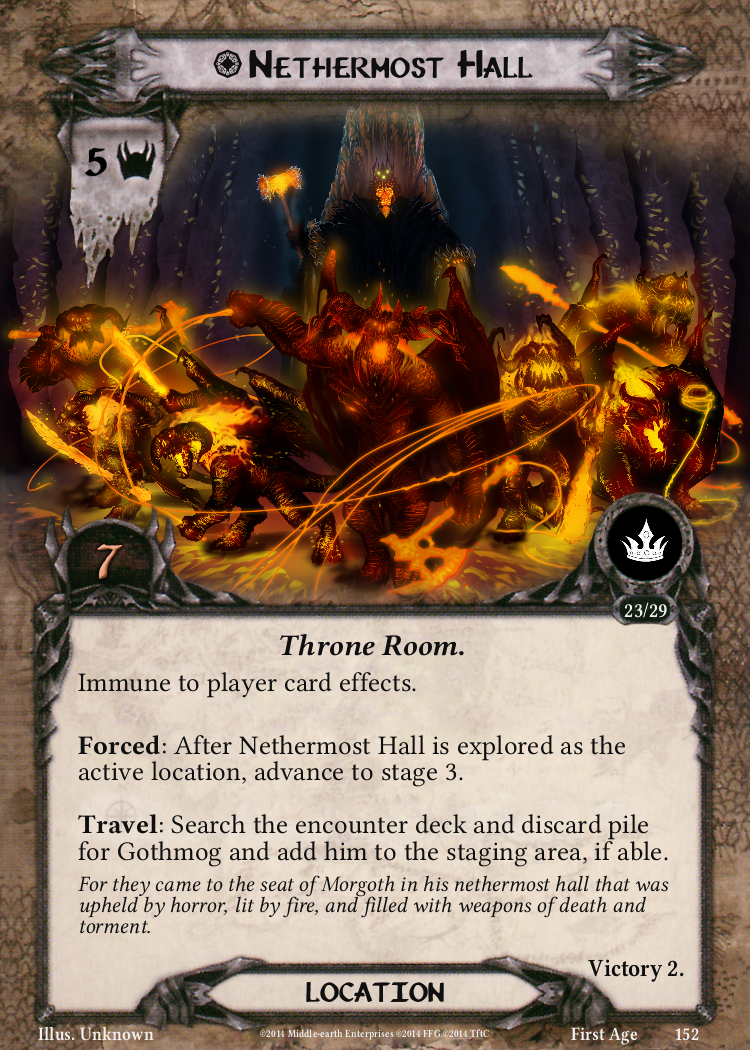 Nethermost Hall
5
7
23/29
Throne Room.
Immune to player card effects.
Forced: After Nethermost Hall is explored as the
active location, advance to stage 3.
Travel: Search the encounter deck and discard pile
for Gothmog and add him to the staging area, if able.
For they came to the seat of Morgoth in his nethermost hall that was
upheld by horror, lit by fire, and filled with weapons of death and
torment.
Victory 2.
LOCATION
Illus. Unknown ©2014 Middle-earth Enterprises ©2014 FFG ©2014 TftC First Age 152